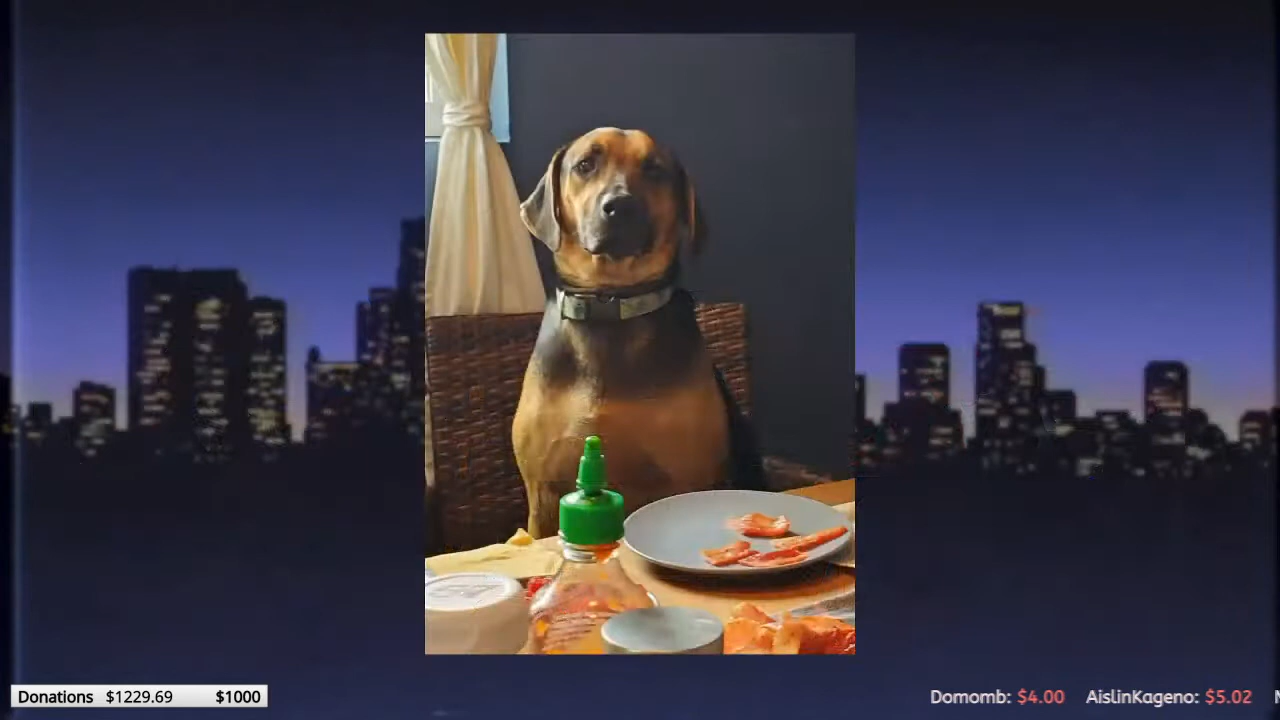 Donations $1229.69 $1000
Domomb: $4.00 AislinKageno: $5.02